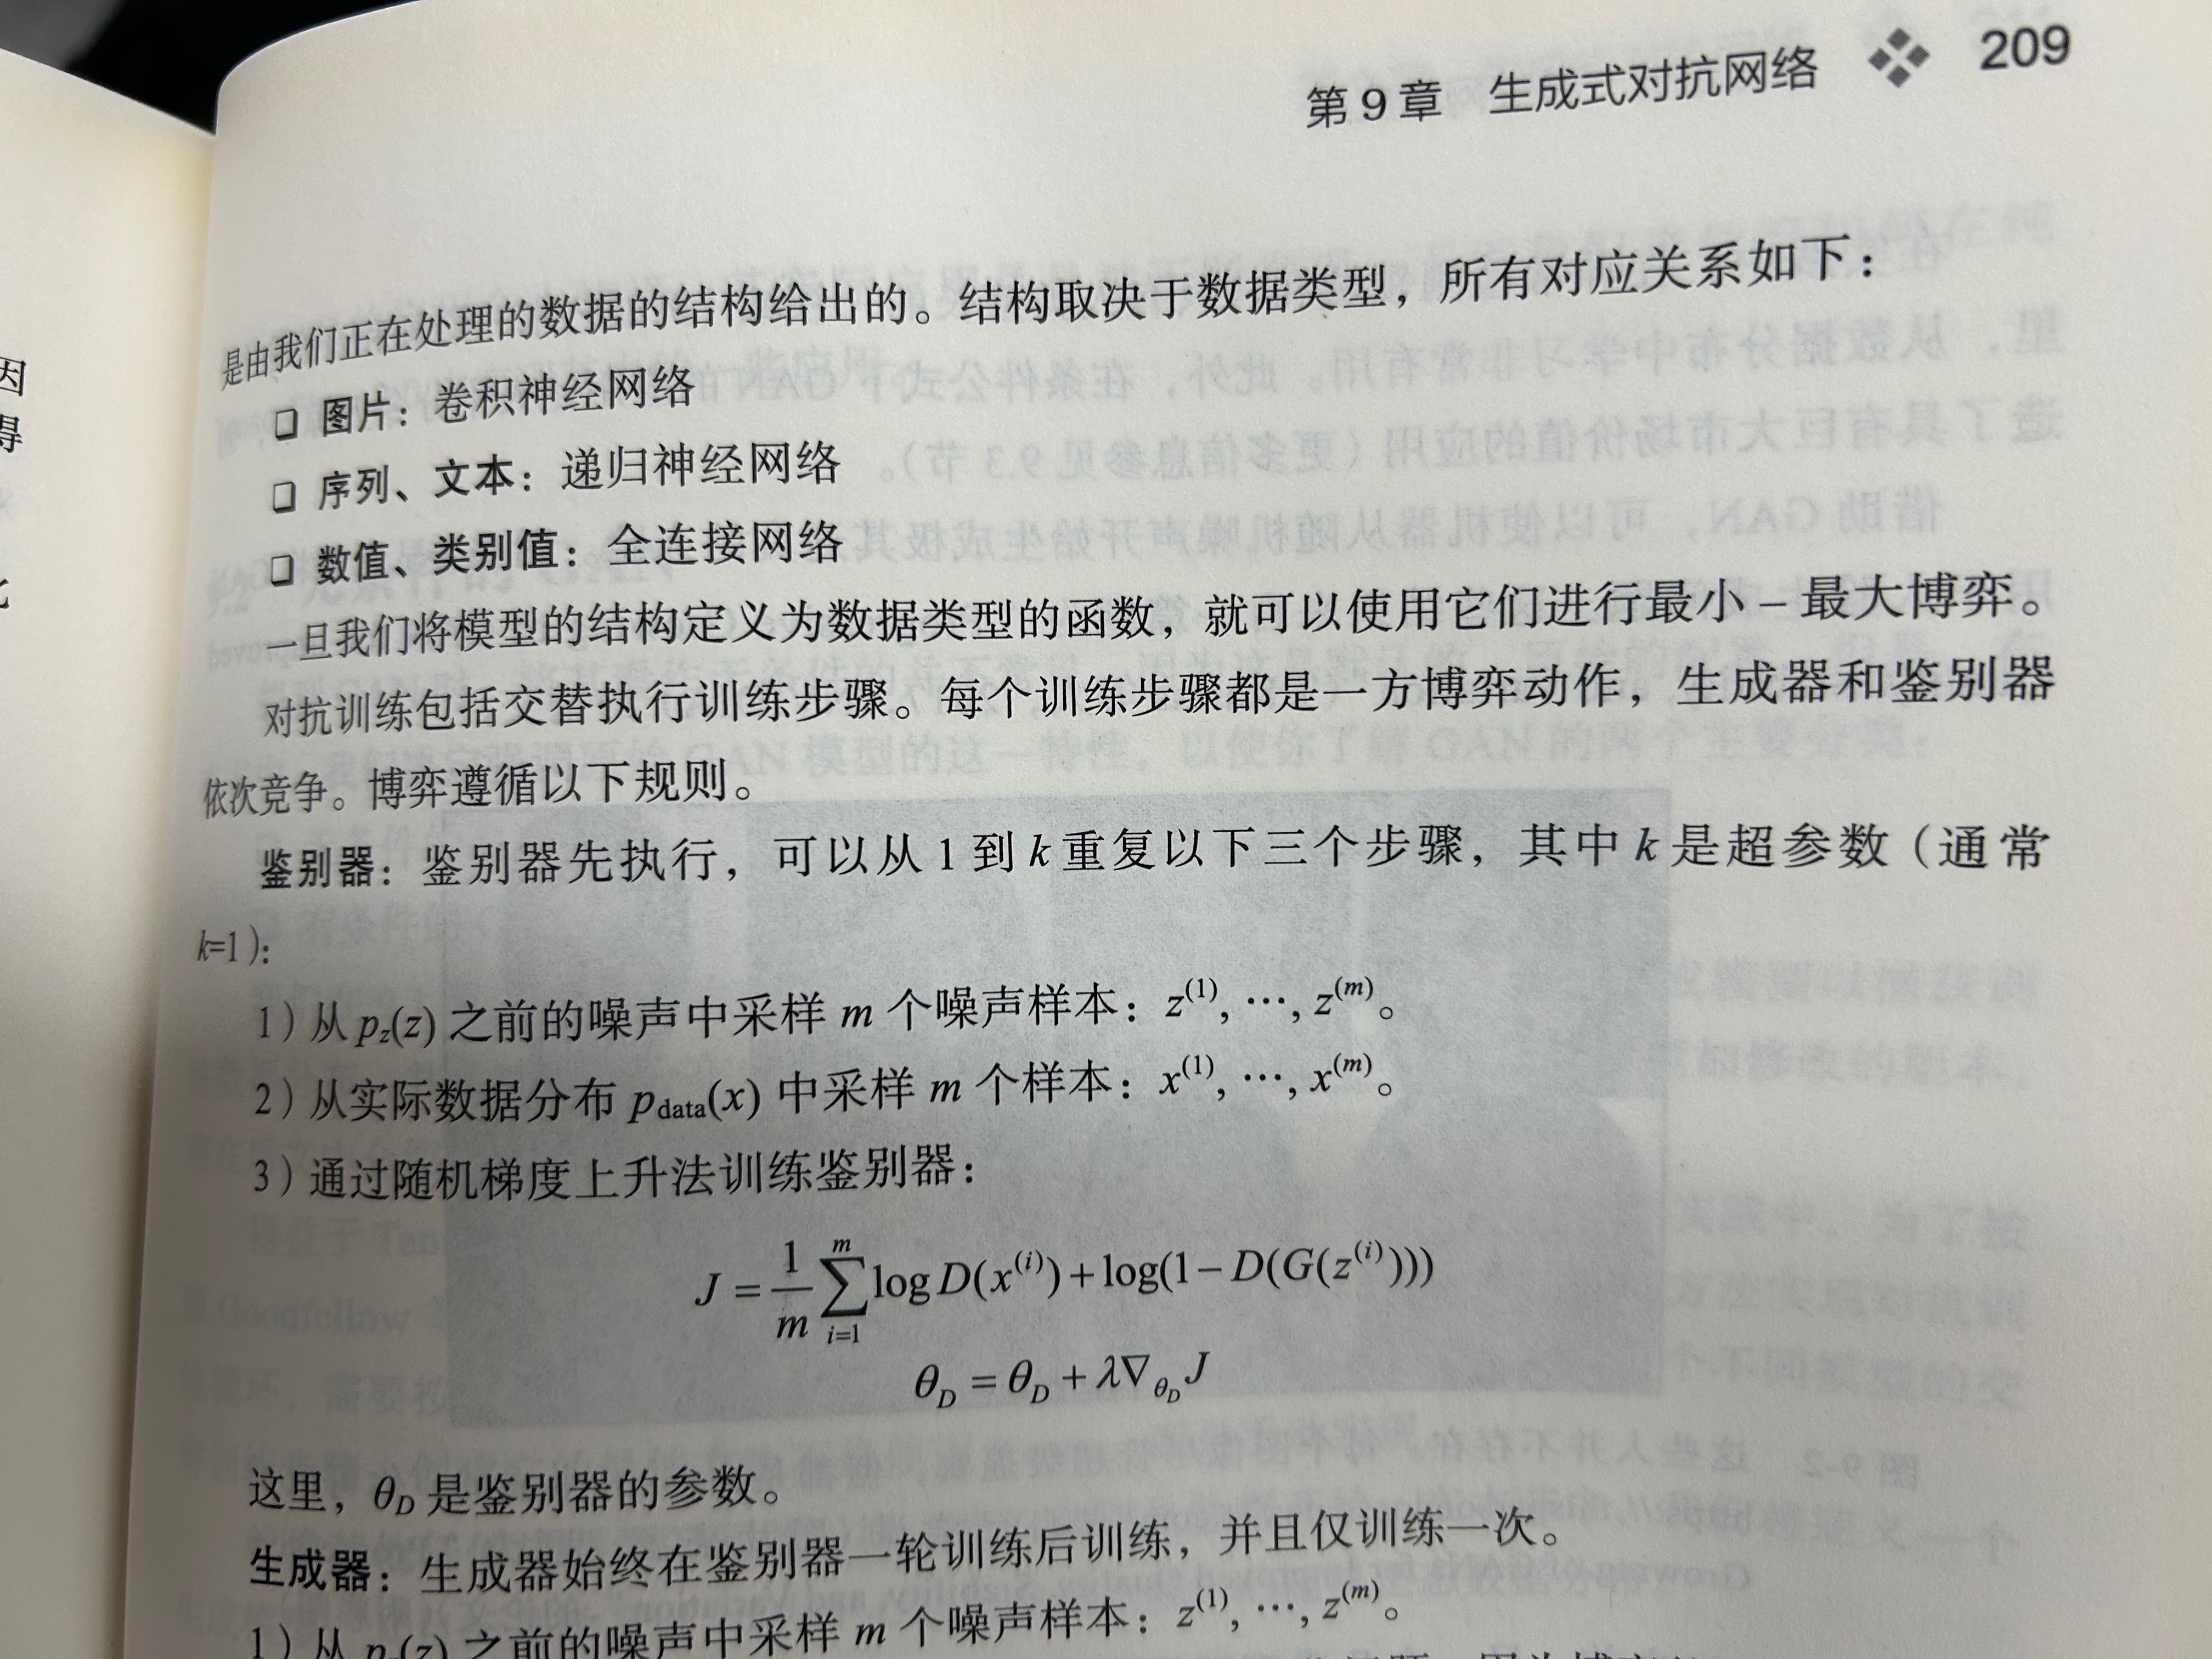 第9章 生成式对抗网络 209
是由我们正在处理的数据的结构给出的。结构取决于数据类型，所有对应关系如下：
❑ 图片：卷积神经网络
❑ 序列、文本：递归神经网络
❑ 数值、类别值：全连接网络
一旦我们将模型的结构定义为数据类型的函数，就可以使用它们进行最小－最大博弈。
对抗训练包括交替执行训练步骤。每个训练步骤都是一方博弈动作，生成器和鉴别器
依次竞争。博弈遵循以下规则。
鉴别器：鉴别器先执行，可以从 1 到 k 重复以下三个步骤，其中 k 是超参数（通常
k=1）：
1）从 p_z(z) 之前的噪声中采样 m 个噪声样本：z^(1), ⋯, z^(m)。
2）从实际数据分布 p_data(x) 中采样 m 个样本：x^(1), ⋯, x^(m)。
3）通过随机梯度上升法训练鉴别器：
J = 1/m ∑_{i=1}^{m} log D(x^(i)) + log(1 − D(G(z^(i))))
θ_D = θ_D + λ∇_{θ_D} J
这里，θ_D 是鉴别器的参数。
生成器：生成器始终在鉴别器一轮训练后训练，并且仅训练一次。
1）从 p_z(z) 之前的噪声中采样 m 个噪声样本：z^(1), ⋯, z^(m)。
因
得